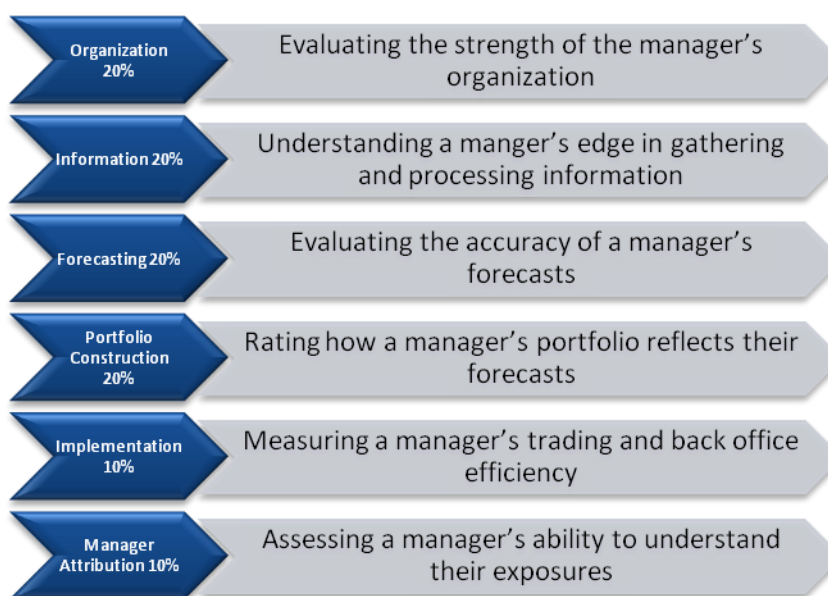 Organization
20%
Evaluating the strength of the manager's
organization
Information 20%
Understanding a manger's edge in gathering
and processing information
Forecasting 20%
Evaluating the accuracy of a manager's
forecasts
Portfolio
Construction
20%
Rating how a manager's portfolio reflects their
forecasts
Implementation
10%
Measuring a manager's trading and back office
efficiency
Manager
Attribution 10%
Assessing a manager's ability to understand
their exposures